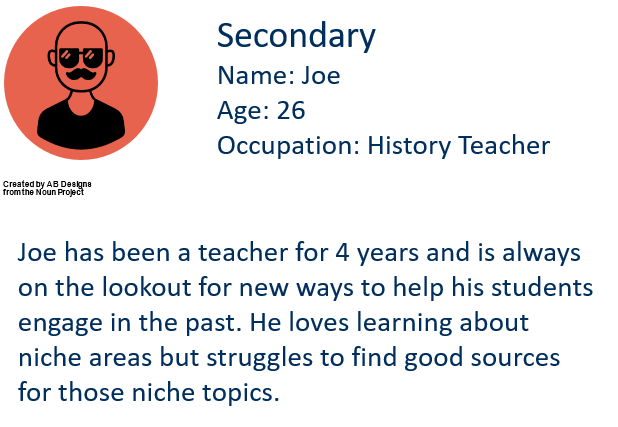 Secondary
Name: Joe
Age: 26
Occupation: History Teacher
Created by AB Designs
from the Noun Project
Joe has been a teacher for 4 years and is always
on the lookout for new ways to help his students
engage in the past. He loves learning about
niche areas but struggles to find good sources
for those niche topics.